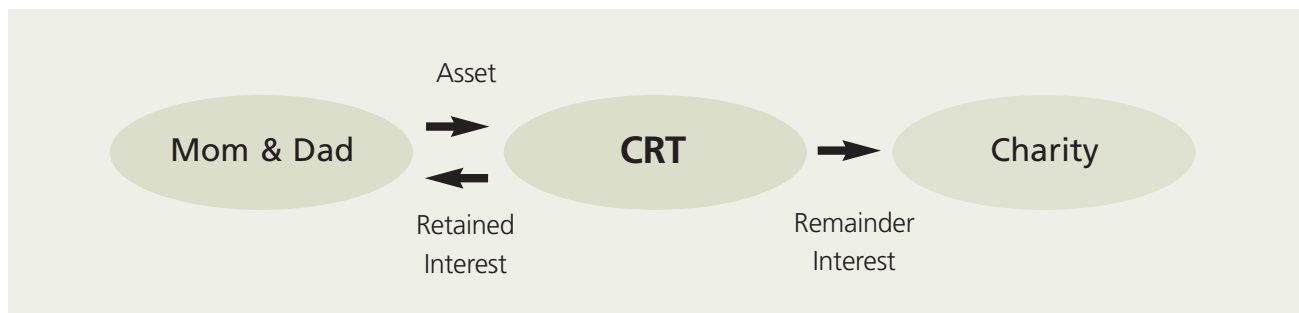 Asset
Mom & Dad
CRT
Charity
Retained
Interest
Remainder
Interest